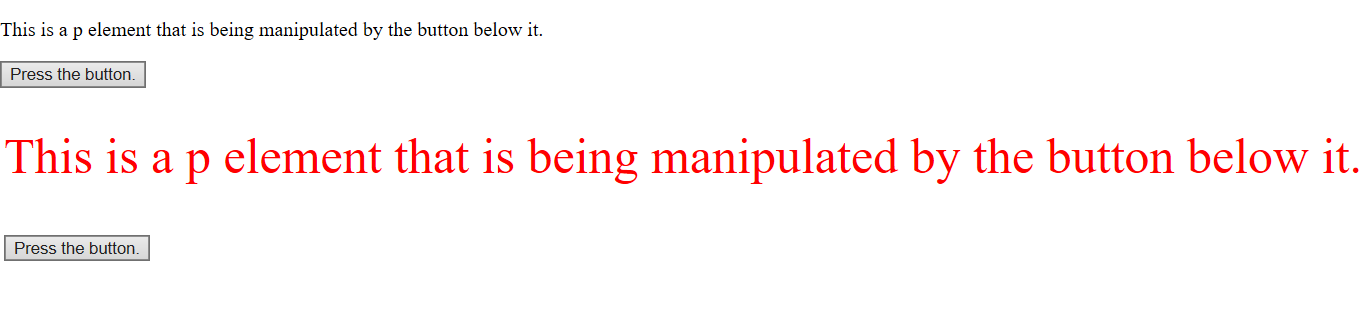 This is a p element that is being manipulated by the button below it.
Press the button.
This is a p element that is being manipulated by the button below it.
Press the button.